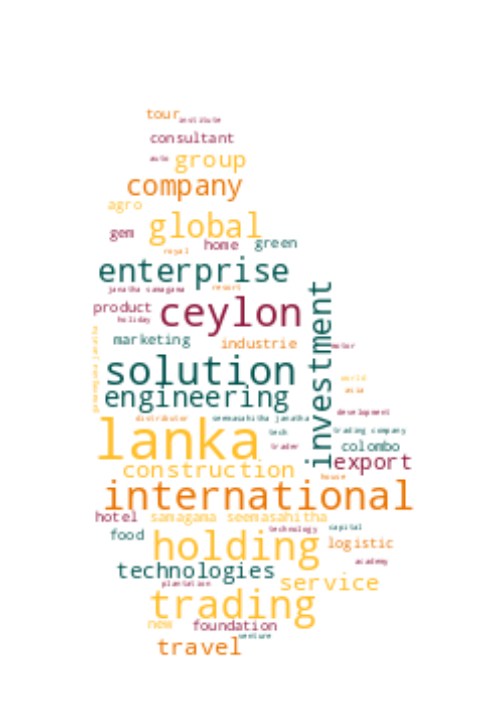 tour
institute
consultant
auto
group
company
agro
global
gem
home
green
royal
enterprise
janatha samagama
resort
product
ceylon
holiday
investment
marketing
industrie
motor
solution
world
asia
engineering
development
distributor
seemasahitha janatha
lanka
tech
trading company
trader
colombo
construction
export
house
international
hotel
samagama seemasahitha
technology
capital
food
holding
logistic
technologies
academy
plantation
service
trading
new
foundation
venture
travel